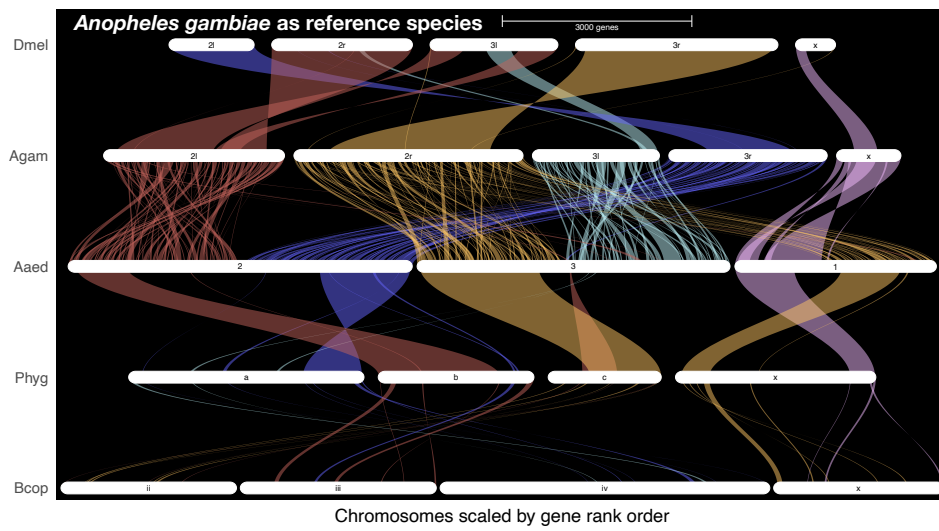 Anopheles gambiae as reference species
3000 genes
Dmel 2l 2r 3l 3r x
Agam 2l 2r 3l 3r x
Aaed 2 3 1
Phyg a b c x
Bcop ii iii iv x
Chromosomes scaled by gene rank order